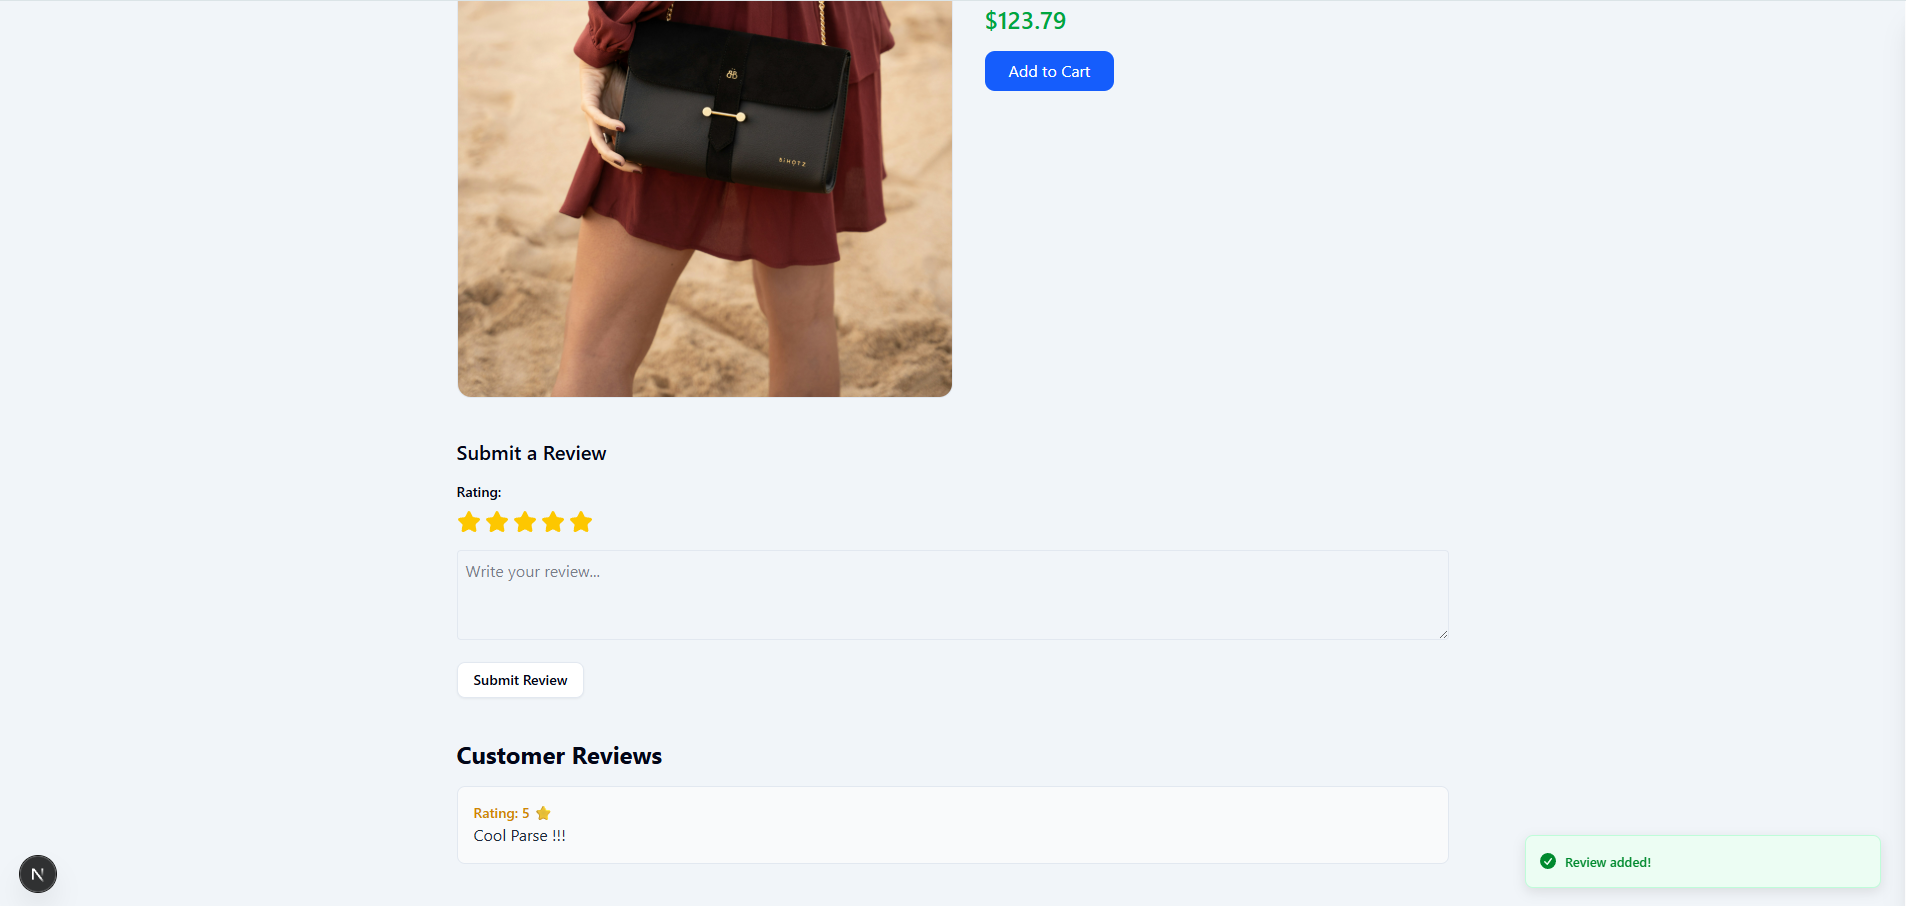 $123.79
Add to Cart
BiHOTZ
Submit a Review
Rating:
Write your review...
Submit Review
Customer Reviews
Rating: 5
Cool Parse !!!
N
Review added!